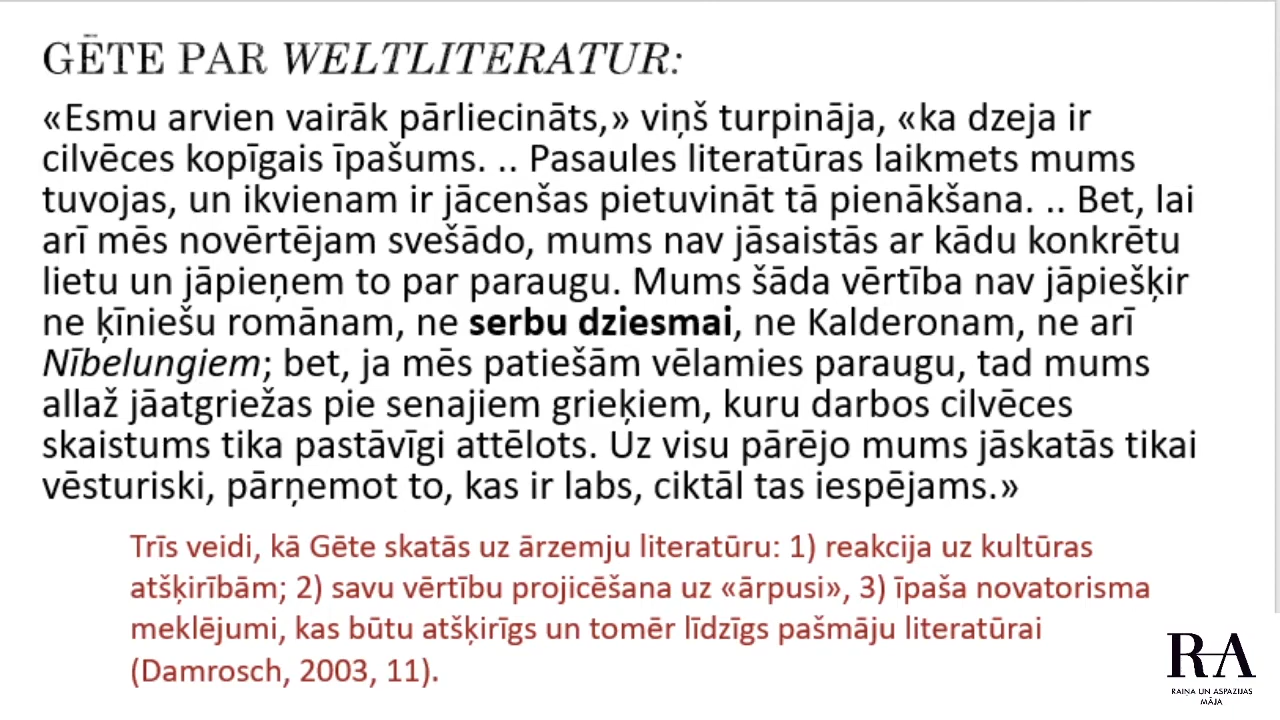 GĒTE PAR WELTLITERATUR:
«Esmu arvien vairāk pārliecināts,» viņš turpināja, «ka dzeja ir
cilvēces kopīgais īpašums. .. Pasaules literatūras laikmets mums
tuvojas, un ikvienam ir jācenšas pietuvināt tā pienākšana. .. Bet, lai
arī mēs novērtējam svešādo, mums nav jāsaistās ar kādu konkrētu
lietu un jāpieņem to par paraugu. Mums šāda vērtība nav jāpiešķir
ne ķīniešu romānam, ne serbu dziesmai, ne Kalderonam, ne arī
Nībelungiem; bet, ja mēs patiešām vēlamies paraugu, tad mums
allaž jāatgriežas pie senajiem grieķiem, kuru darbos cilvēces
skaistums tika pastāvīgi attēlots. Uz visu pārējo mums jāskatās tikai
vēsturiski, pārņemot to, kas ir labs, ciktāl tas iespējams.»
Trīs veidi, kā Gēte skatās uz ārzemju literatūru: 1) reakcija uz kultūras
atšķirībām; 2) savu vērtību projicēšana uz «ārpusi», 3) īpaša novatorisma
meklējumi, kas būtu atšķirīgs un tomēr līdzīgs pašmāju literatūrai
(Damrosch, 2003, 11).
RA
RAIŅA UN ASPAZIJAS
MĀJA